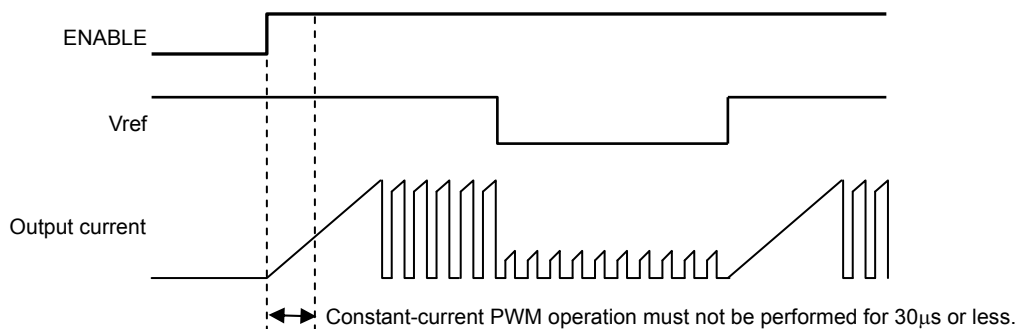 ENABLE
Vref
Output current
Constant-current PWM operation must not be performed for 30μs or less.